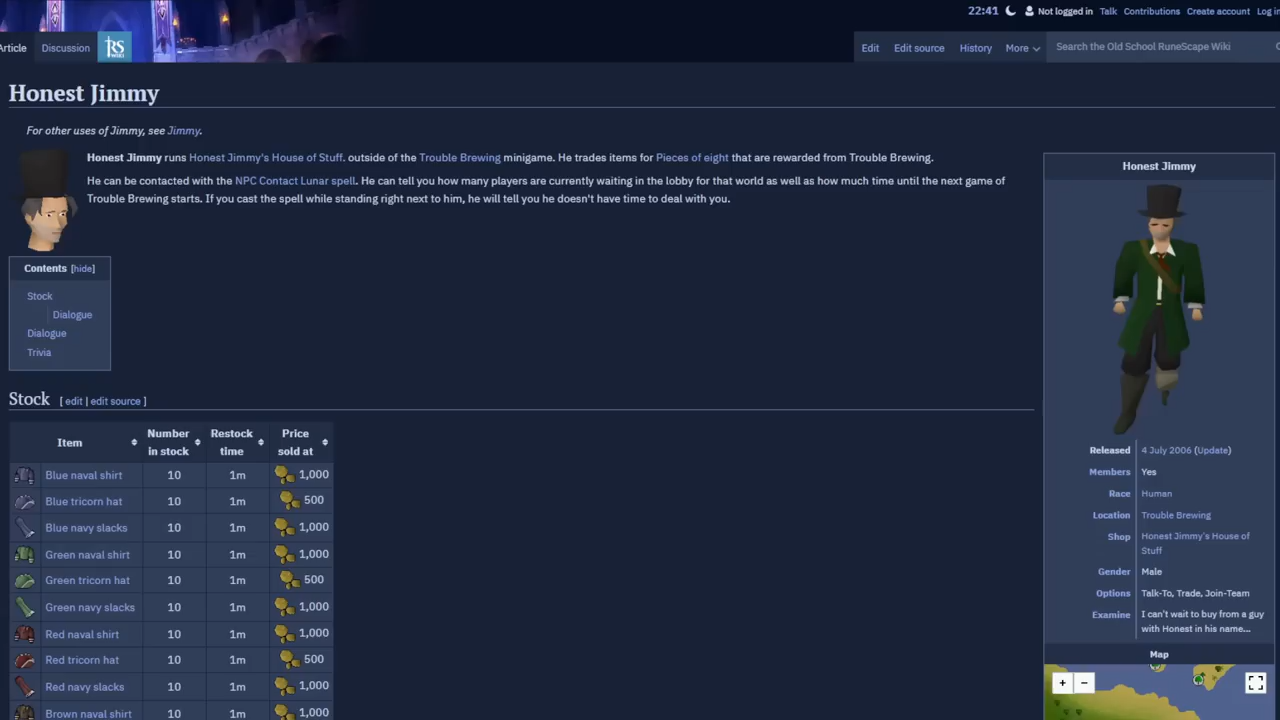 22:41 Not logged in Talk Contributions Create account Log in
Article Discussion RS WIKI Edit Edit source History More Search the Old School RuneScape Wiki
Honest Jimmy
For other uses of Jimmy, see Jimmy.
Honest Jimmy runs Honest Jimmy's House of Stuff. outside of the Trouble Brewing minigame. He trades items for Pieces of eight that are rewarded from Trouble Brewing.
He can be contacted with the NPC Contact Lunar spell. He can tell you how many players are currently waiting in the lobby for that world as well as how much time until the next game of
Trouble Brewing starts. If you cast the spell while standing right next to him, he will tell you he doesn't have time to deal with you.
Contents [hide]
Stock
Dialogue
Dialogue
Trivia
Stock [ edit | edit source ]
Item Number in stock Restock time Price sold at
Blue naval shirt 10 1m 1,000
Blue tricorn hat 10 1m 500
Blue navy slacks 10 1m 1,000
Green naval shirt 10 1m 1,000
Green tricorn hat 10 1m 500
Green navy slacks 10 1m 1,000
Red naval shirt 10 1m 1,000
Red tricorn hat 10 1m 500
Red navy slacks 10 1m 1,000
Brown naval shirt 10 1m 1,000
Honest Jimmy
Released 4 July 2006 (Update)
Members Yes
Race Human
Location Trouble Brewing
Shop Honest Jimmy's House of
Stuff
Gender Male
Options Talk-To, Trade, Join-Team
Examine I can't wait to buy from a guy
with Honest in his name...
Map
+ −